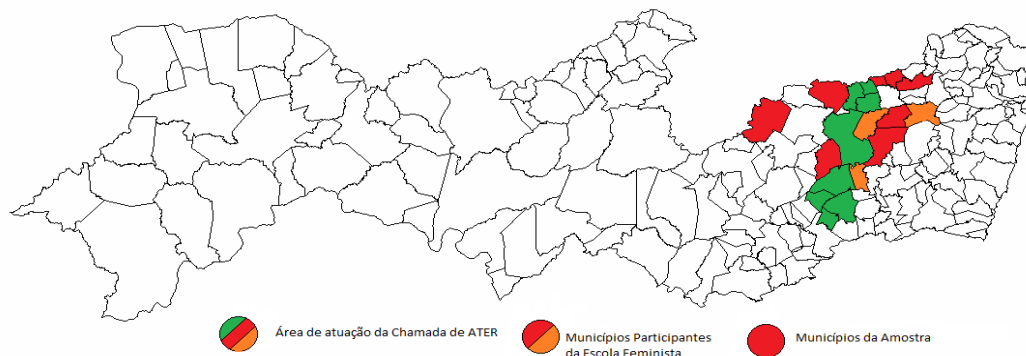 Área de atuação da Chamada de ATER
Municípios Participantes
da Escola Feminista
Municípios da Amostra